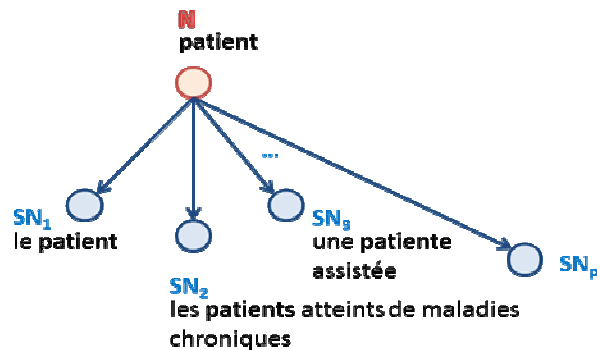 N
patient
...
SN1
le patient
SN3
une patiente
assistée
SN2
les patients atteints de maladies
chroniques
SNp